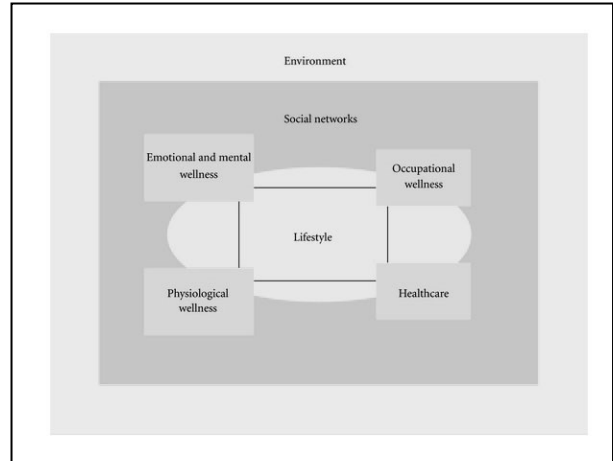 Environment
Social networks
Emotional and mental
wellness
Occupational
wellness
Lifestyle
Physiological
wellness
Healthcare